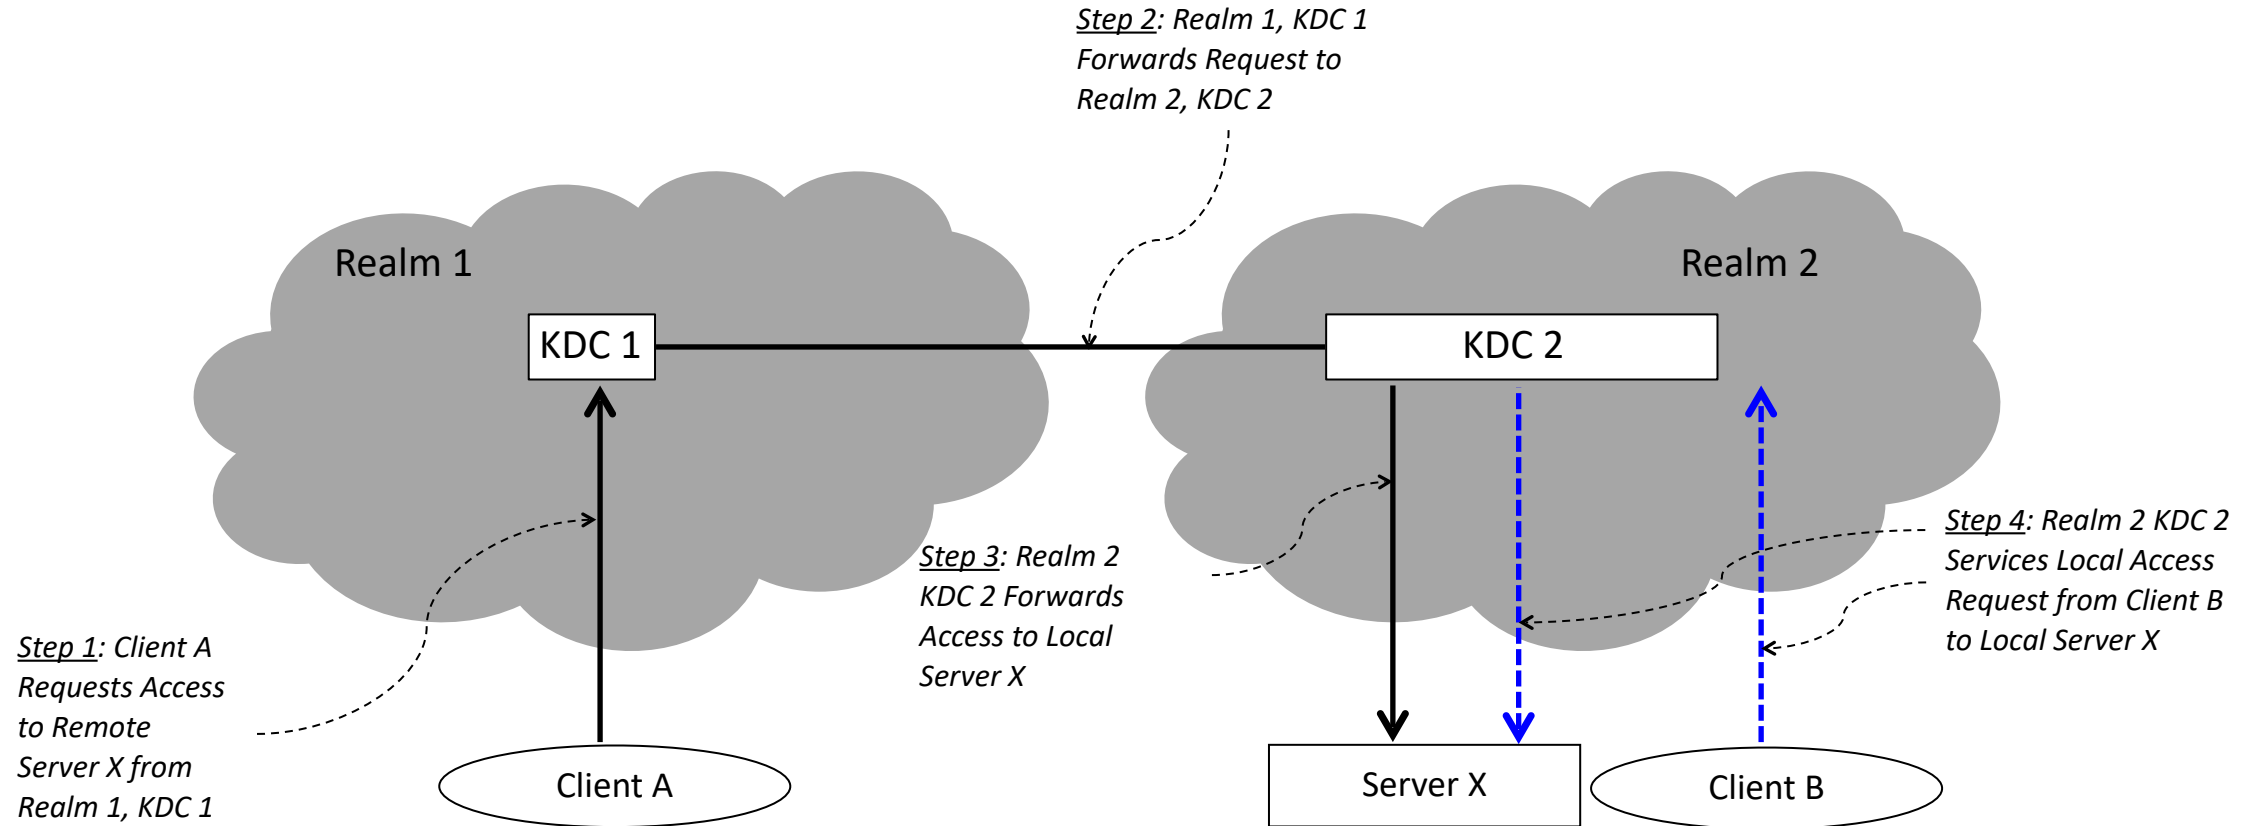 Step 2: Realm 1, KDC 1
Forwards Request to
Realm 2, KDC 2
Realm 1
Realm 2
KDC 1
KDC 2
Step 4: Realm 2 KDC 2
Services Local Access
Request from Client B
to Local Server X
Step 3: Realm 2
KDC 2 Forwards
Access to Local
Server X
Step 1: Client A
Requests Access
to Remote
Server X from
Realm 1, KDC 1
Client A
Server X
Client B